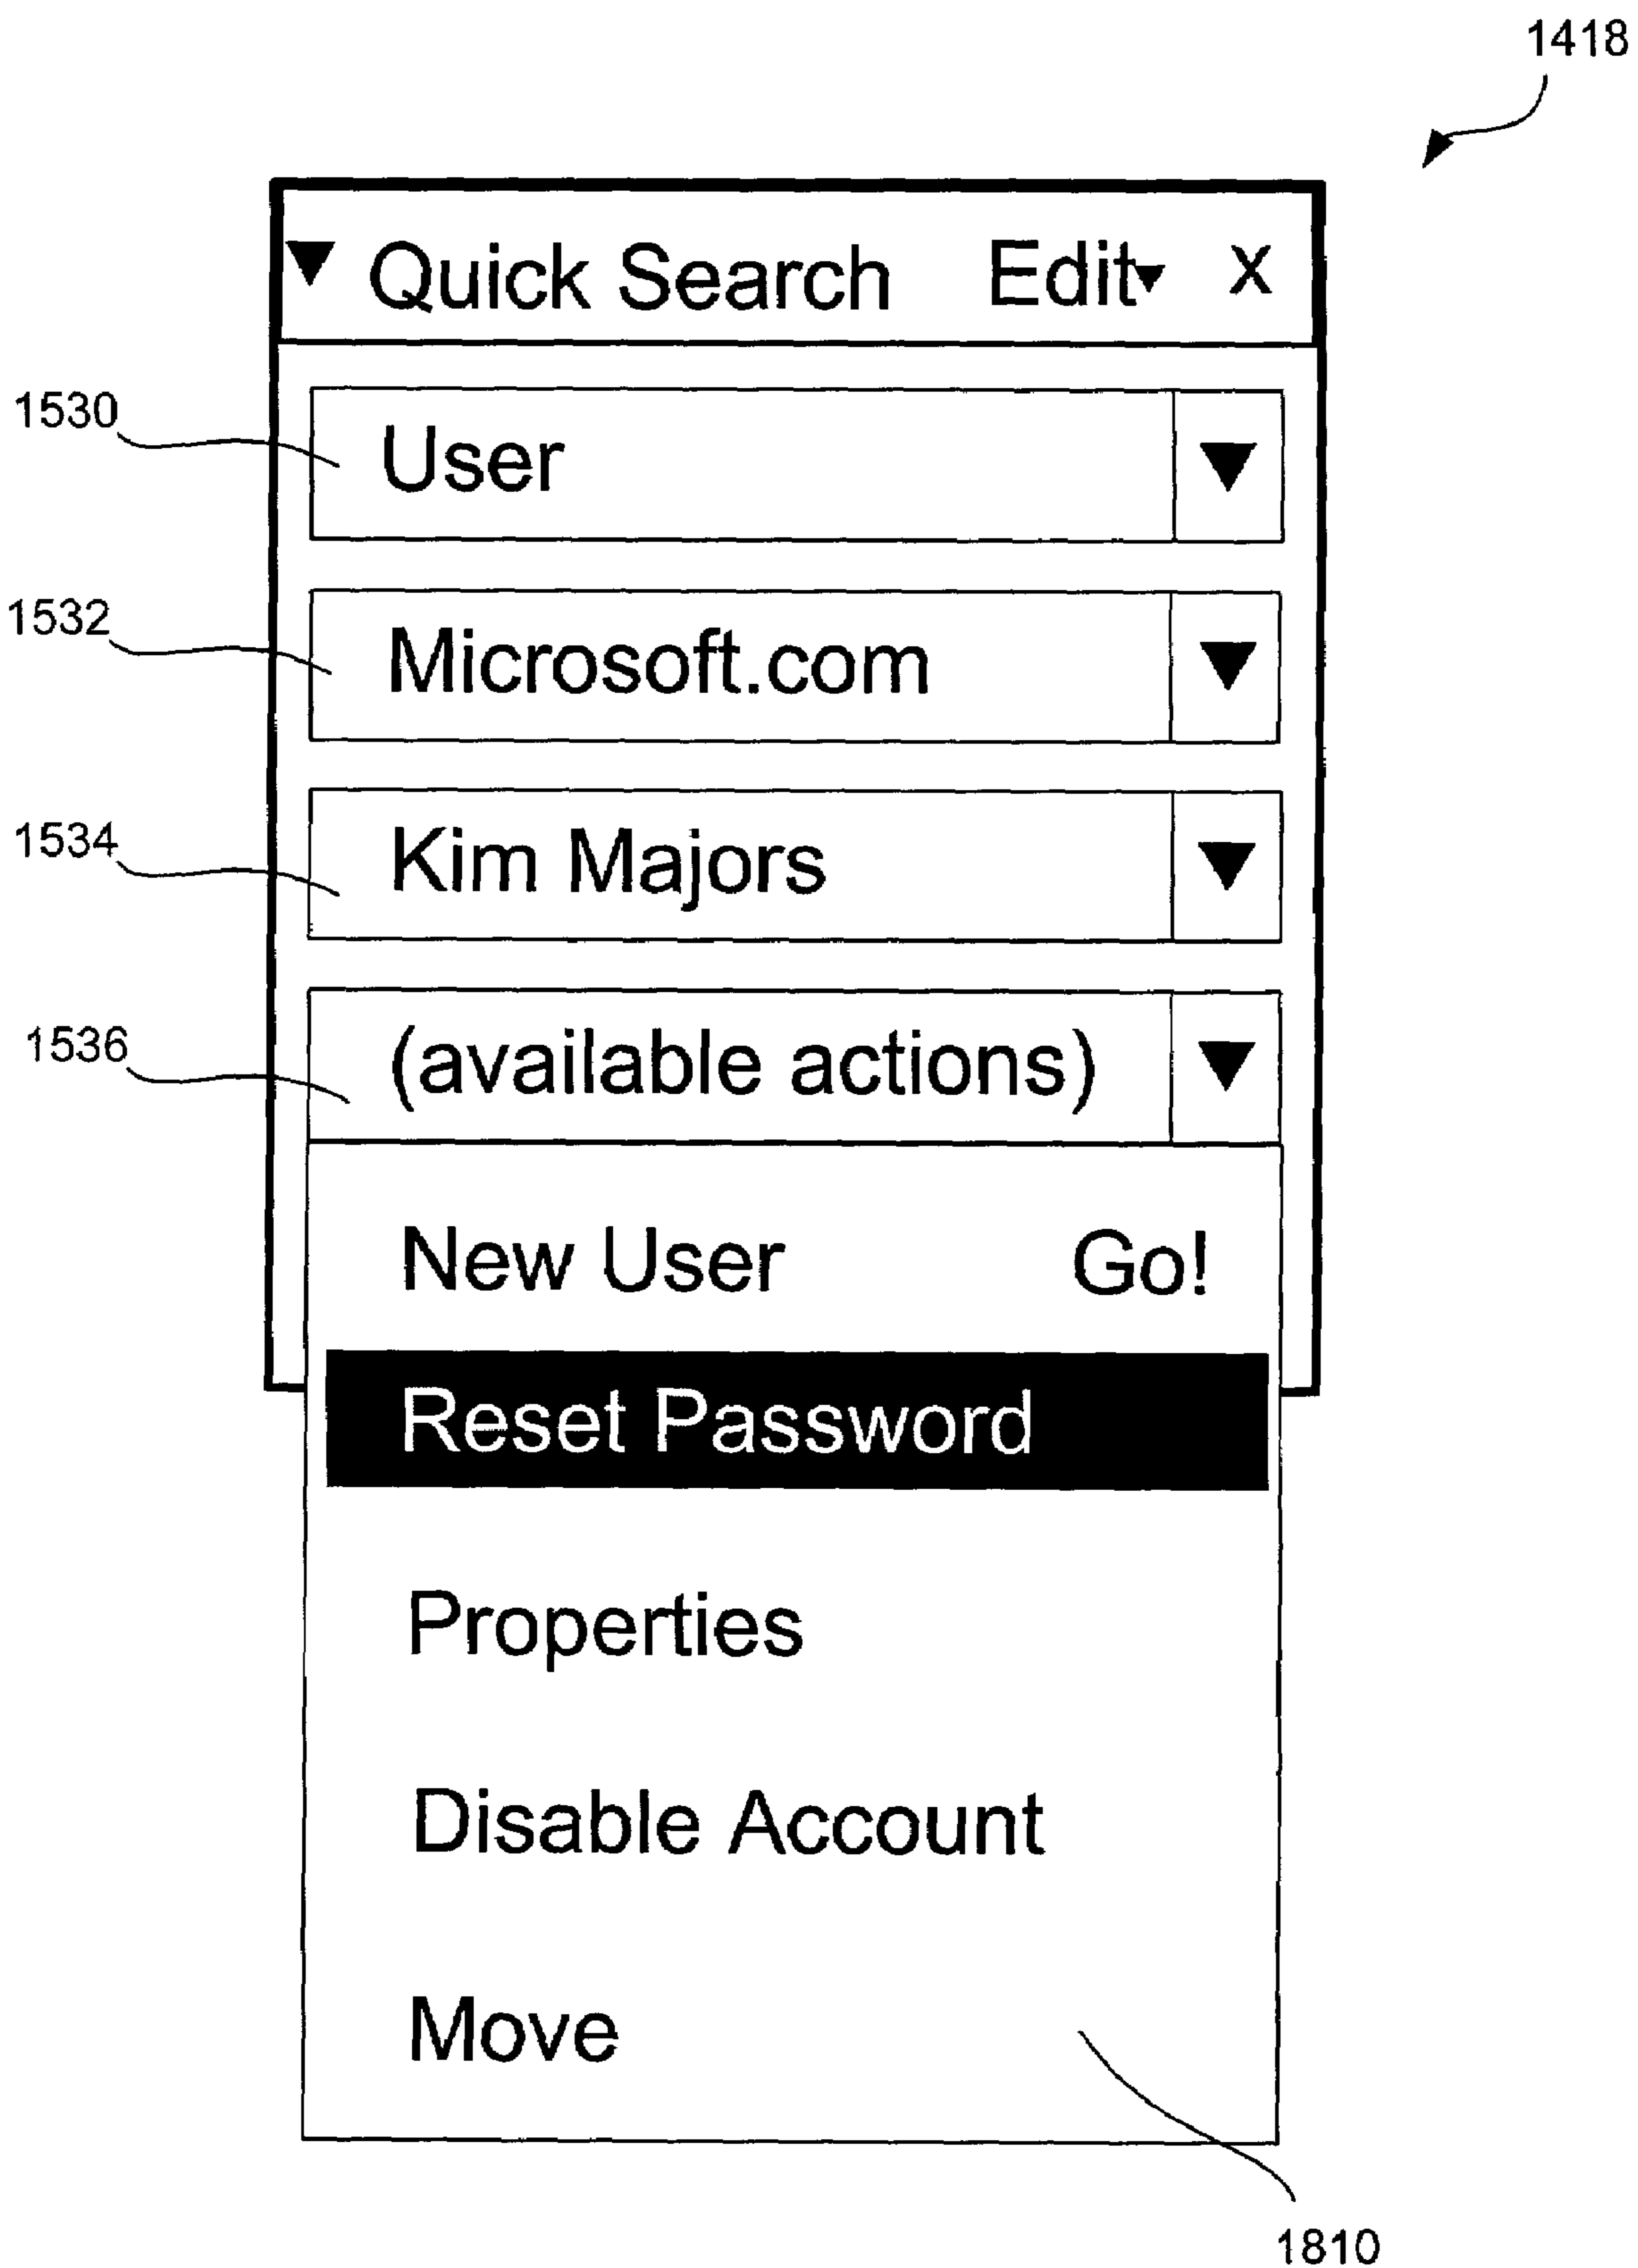 1418
Quick Search Edit x
1530
User
1532
Microsoft.com
1534
Kim Majors
1536
(available actions)
New User Go!
Reset Password
Properties
Disable Account
Move
1810